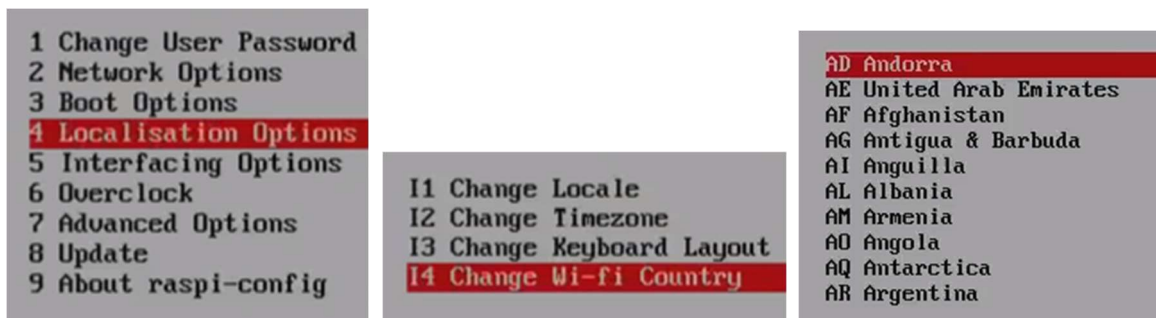 1 Change User Password
2 Network Options
3 Boot Options
4 Localisation Options
5 Interfacing Options
6 Overclock
7 Advanced Options
8 Update
9 About raspi-config
I1 Change Locale
I2 Change Timezone
I3 Change Keyboard Layout
I4 Change Wi-fi Country
AD Andorra
AE United Arab Emirates
AF Afghanistan
AG Antigua & Barbuda
AI Anguilla
AL Albania
AM Armenia
AO Angola
AQ Antarctica
AR Argentina